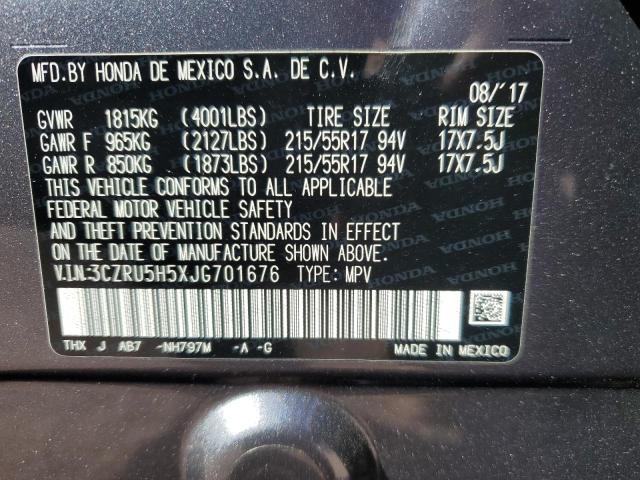 MFD.BY HONDA DE MEXICO S.A. DE C.V.
08/'17
GVWR 1815KG (4001LBS) TIRE SIZE RIM SIZE
GAWR F 965KG (2127LBS) 215/55R17 94V 17X7.5J
GAWR R 850KG (1873LBS) 215/55R17 94V 17X7.5J
THIS VEHICLE CONFORMS TO ALL APPLICABLE
FEDERAL MOTOR VEHICLE SAFETY
AND THEFT PREVENTION STANDARDS IN EFFECT
ON THE DATE OF MANUFACTURE SHOWN ABOVE.
V.I.N:3CZRU5H5XJG701676 TYPE: MPV
THX J AB7 -NH797M -A -G MADE IN MEXICO